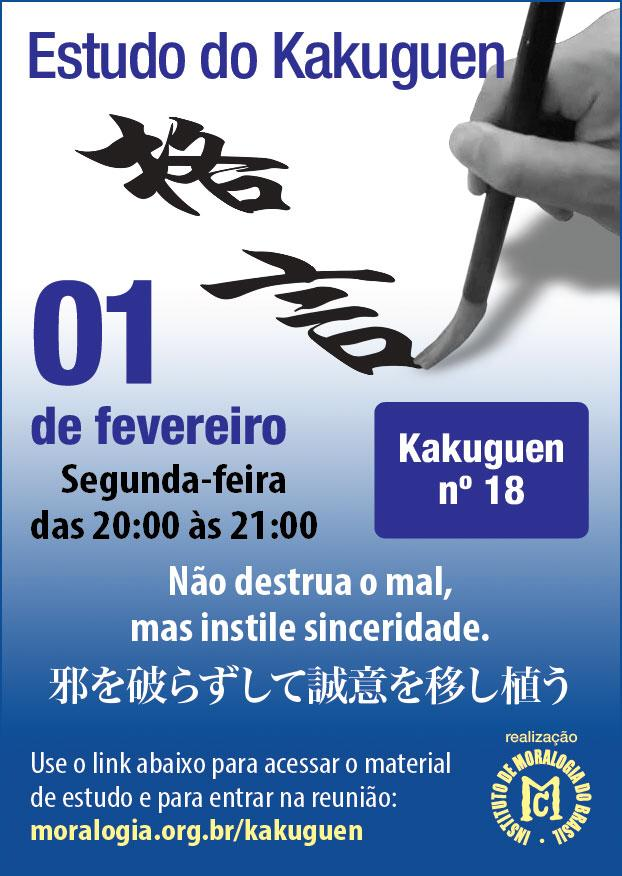 Estudo do Kakuguen
格
言
01
de fevereiro
Segunda-feira
das 20:00 às 21:00
Kakuguen
nº 18
Não destrua o mal,
mas instile sinceridade.
邪を破らずして誠意を移し植う
Use o link abaixo para acessar o material
de estudo e para entrar na reunião:
moralogia.org.br/kakuguen
realização
INSTITUTO DE MORALOGIA DO BRASIL
MC